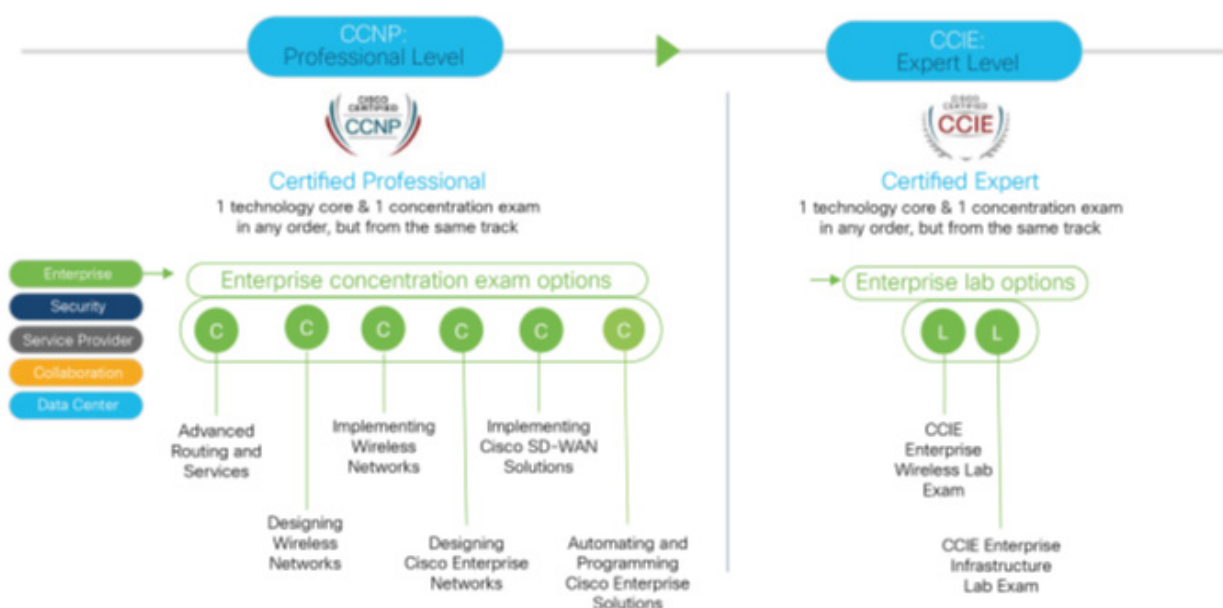 CCNP:
Professional Level
CCIE:
Expert Level
CISCO
CERTIFIED
CCNP
CISCO
CERTIFIED
CCIE
Certified Professional
1 technology core & 1 concentration exam
in any order, but from the same track
Certified Expert
1 technology core & 1 concentration exam
in any order, but from the same track
Enterprise
Security
Service Provider
Collaboration
Data Center
Enterprise concentration exam options
C C C C C C
Advanced
Routing and
Services
Designing
Wireless
Networks
Implementing
Wireless
Networks
Designing
Cisco Enterprise
Networks
Implementing
Cisco SD-WAN
Solutions
Automating and
Programming
Cisco Enterprise
Solutions
Enterprise lab options
L L
CCIE
Enterprise
Wireless Lab
Exam
CCIE Enterprise
Infrastructure
Lab Exam